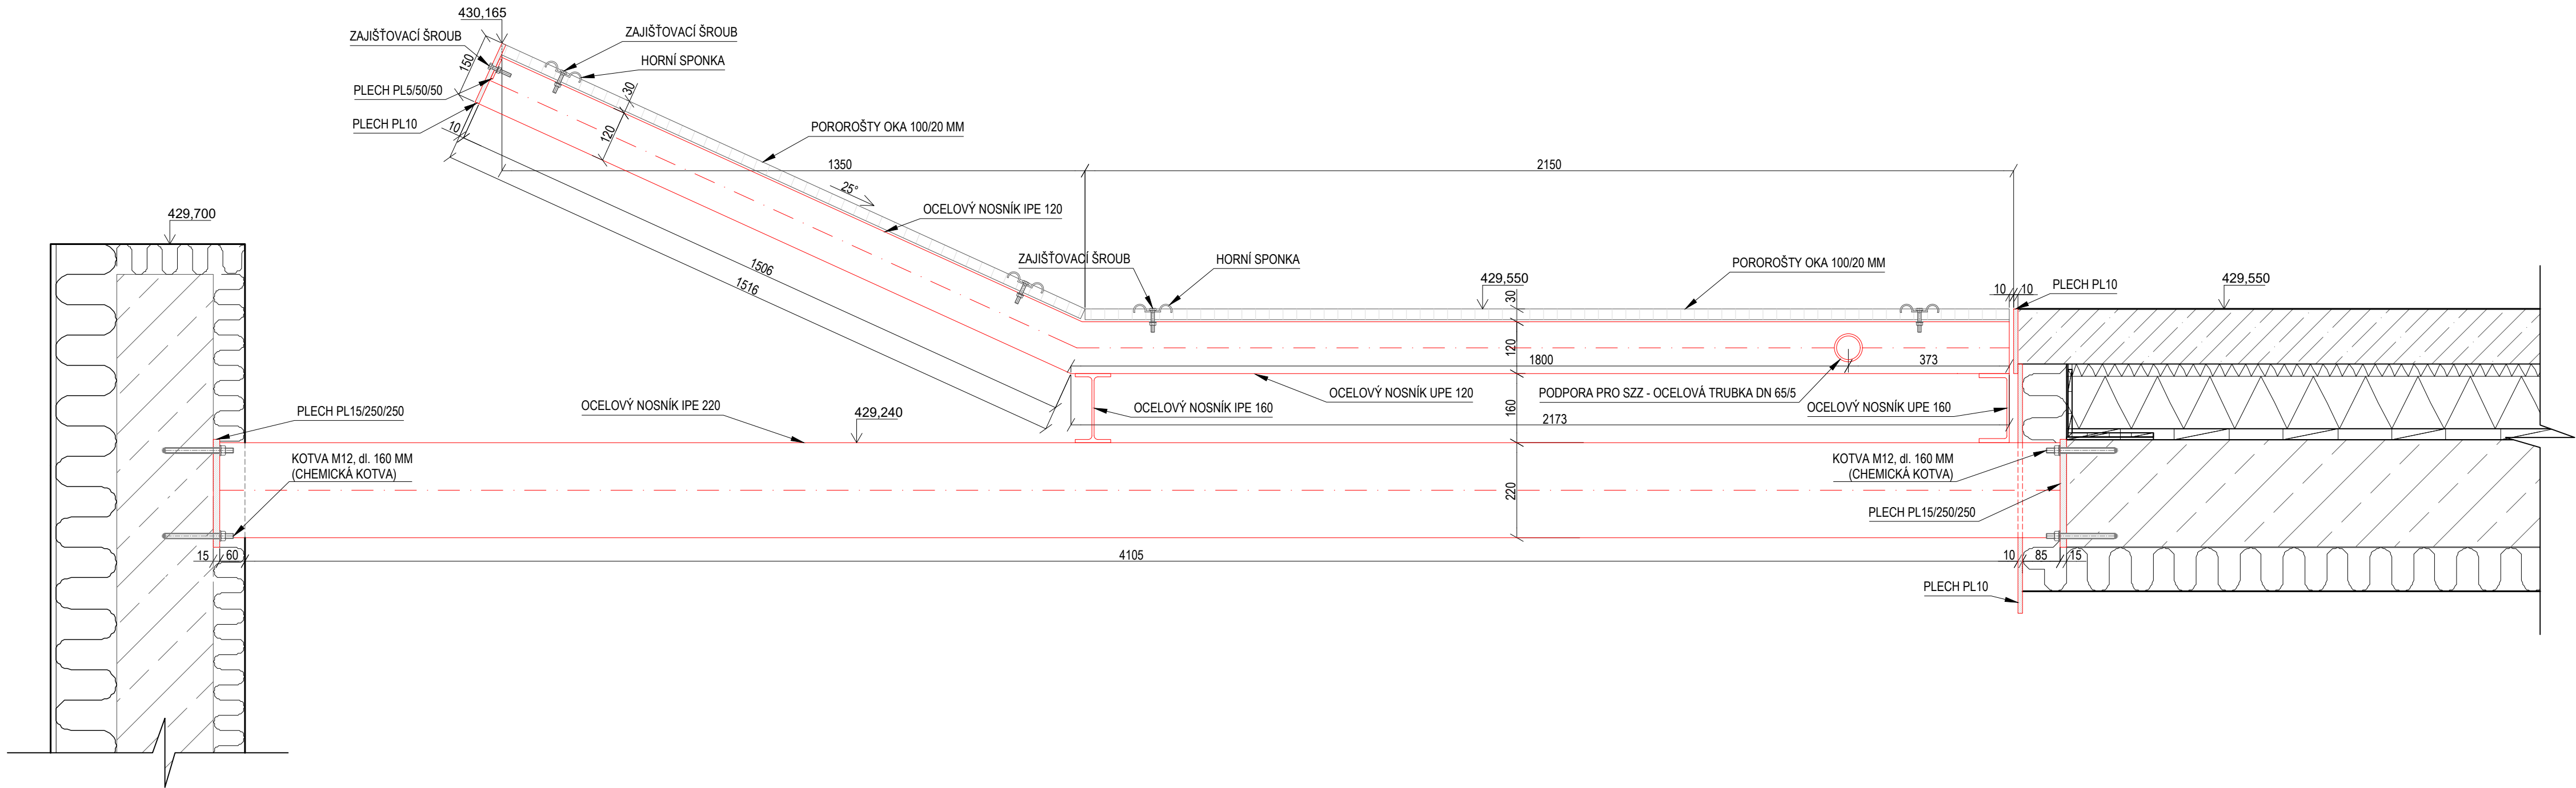 430,165
ZAJIŠŤOVACÍ ŠROUB
ZAJIŠŤOVACÍ ŠROUB
HORNÍ SPONKA
150
PLECH PL5/50/50
30
PLECH PL10
10
120
POROROŠTY OKA 100/20 MM
1350
2150
25°
429,700
OCELOVÝ NOSNÍK IPE 120
ZAJIŠŤOVACÍ ŠROUB
HORNÍ SPONKA
POROROŠTY OKA 100/20 MM
1506
1516
429,550
429,550
30
10
10
PLECH PL10
120
1800
373
OCELOVÝ NOSNÍK UPE 120
PODPORA PRO SZZ - OCELOVÁ TRUBKA DN 65/5
PLECH PL15/250/250
OCELOVÝ NOSNÍK IPE 220
429,240
OCELOVÝ NOSNÍK IPE 160
160
OCELOVÝ NOSNÍK UPE 160
2173
KOTVA M12, dl. 160 MM
(CHEMICKÁ KOTVA)
KOTVA M12, dl. 160 MM
(CHEMICKÁ KOTVA)
220
PLECH PL15/250/250
15
60
4105
10
85
15
PLECH PL10